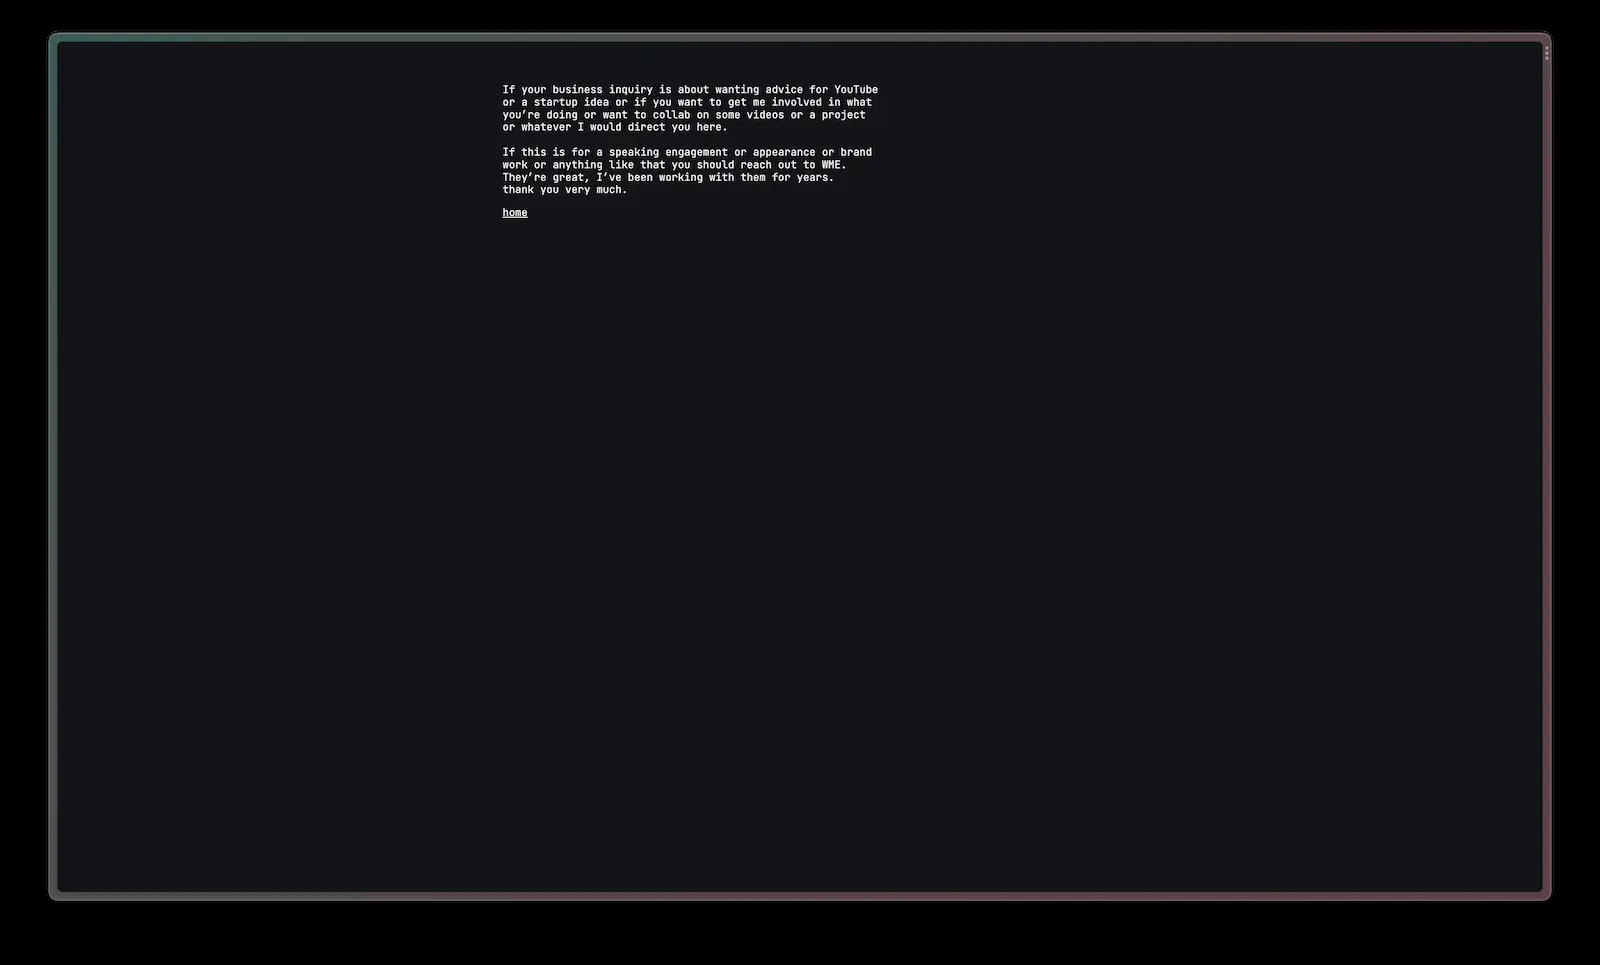 If your business inquiry is about wanting advice for YouTube
or a startup idea or if you want to get me involved in what
you’re doing or want to collab on some videos or a project
or whatever I would direct you here.
If this is for a speaking engagement or appearance or brand
work or anything like that you should reach out to WME.
They’re great, I’ve been working with them for years.
thank you very much.
home